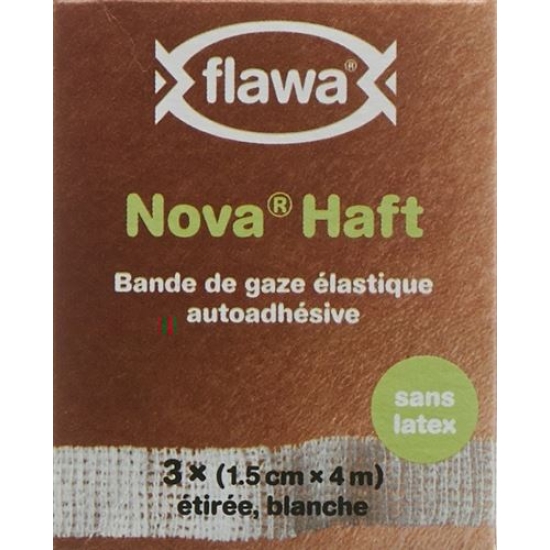 flawa®
Nova® Haft
Bande de gaze élastique
autoadhésive
sans
latex
3× (1.5 cm × 4 m)
étirée, blanche